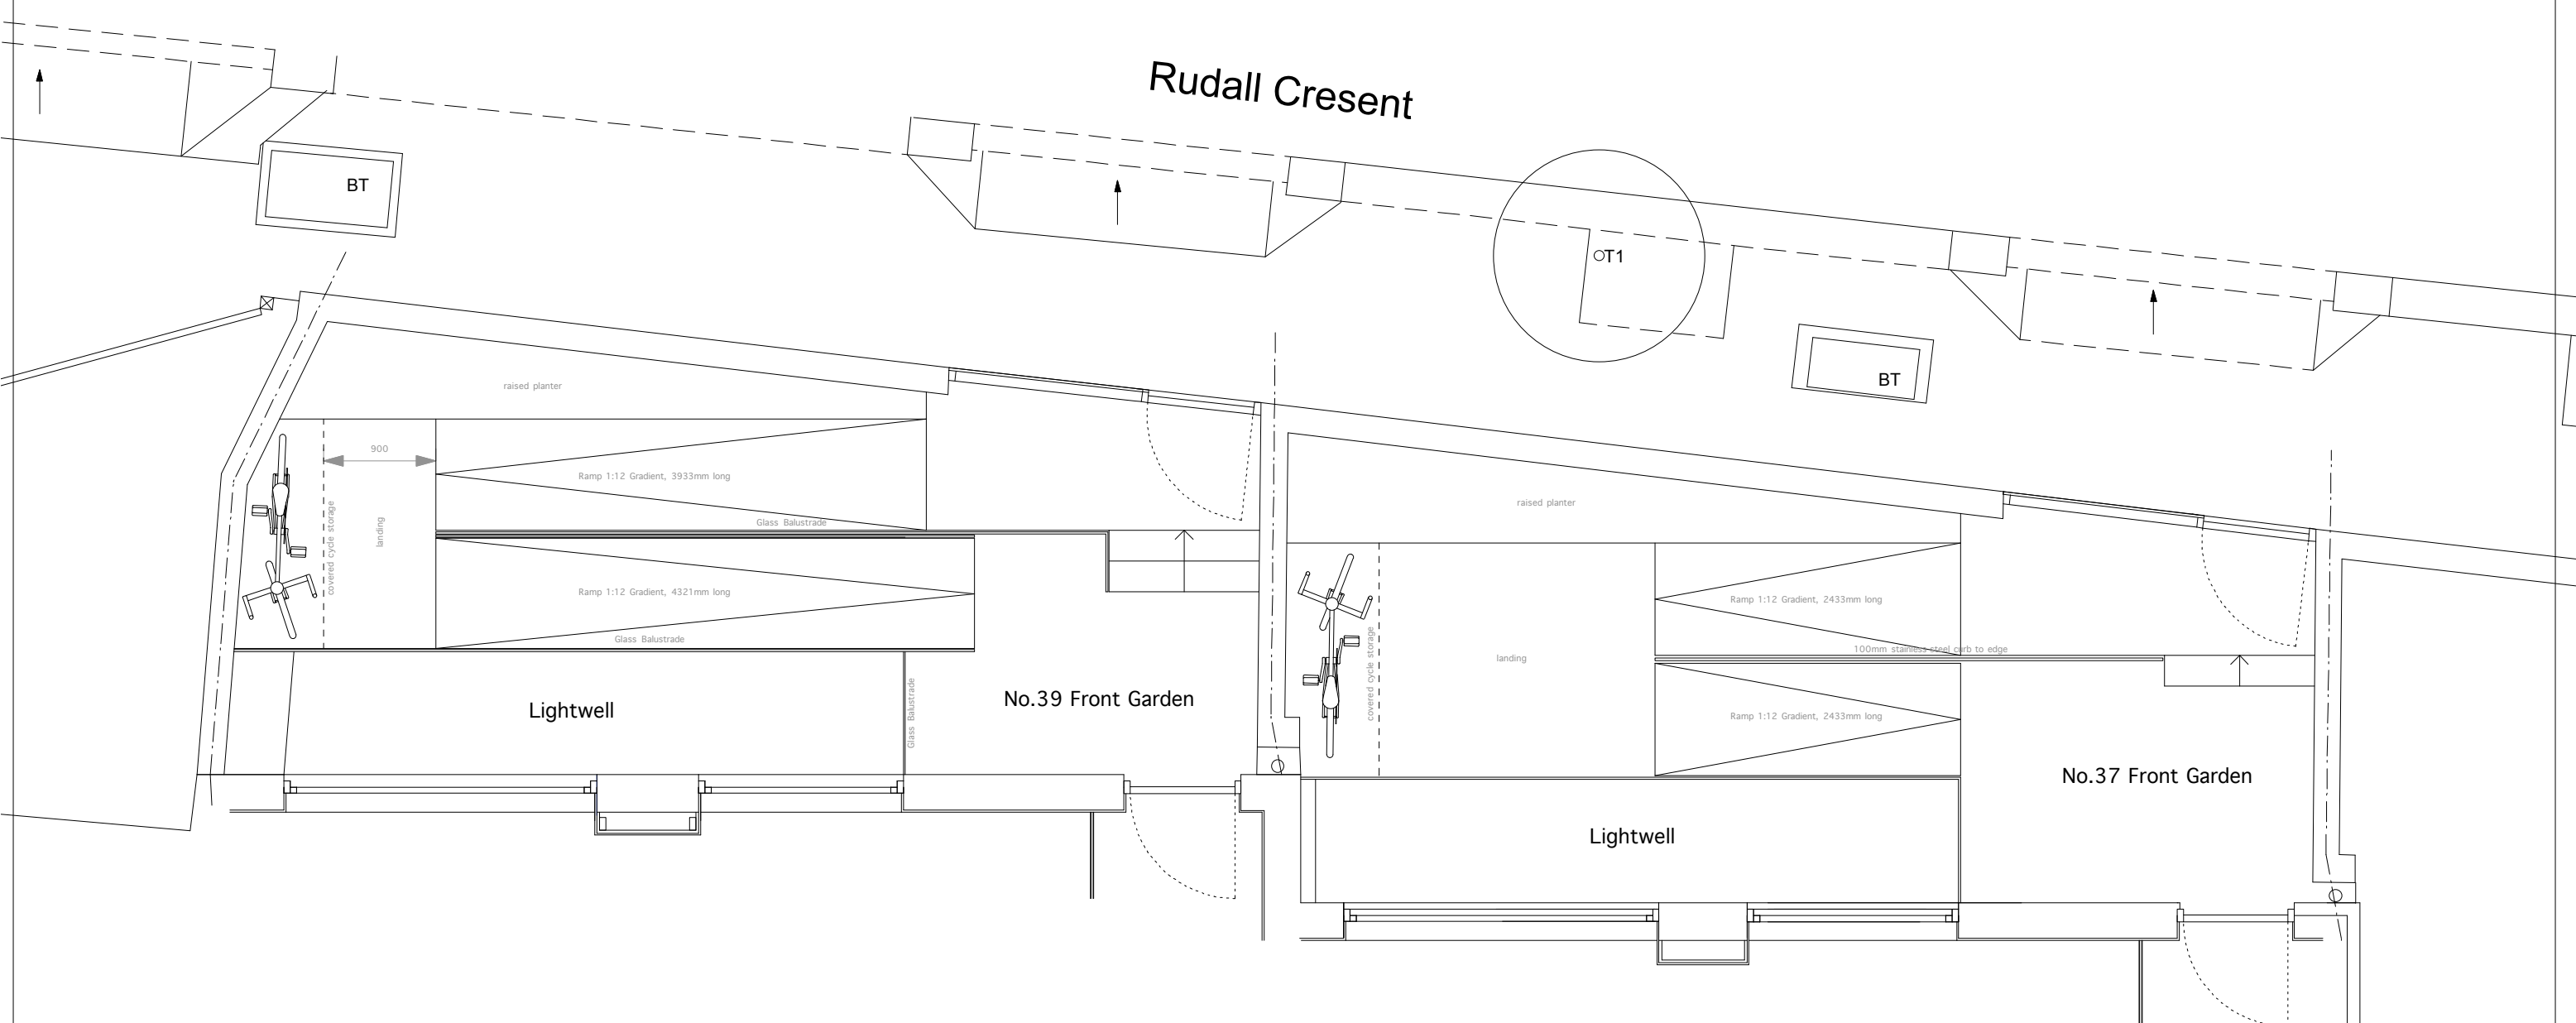 Rudall Cresent
BT
T1
BT
raised planter
900
Ramp 1:12 Gradient, 3933mm long
covered cycle storage
landing
Glass Balustrade
Ramp 1:12 Gradient, 4321mm long
Glass Balustrade
Lightwell
Glass Balustrade
No.39 Front Garden
raised planter
Ramp 1:12 Gradient, 2433mm long
covered cycle storage
landing
100mm stainless steel curb to edge
Ramp 1:12 Gradient, 2433mm long
No.37 Front Garden
Lightwell